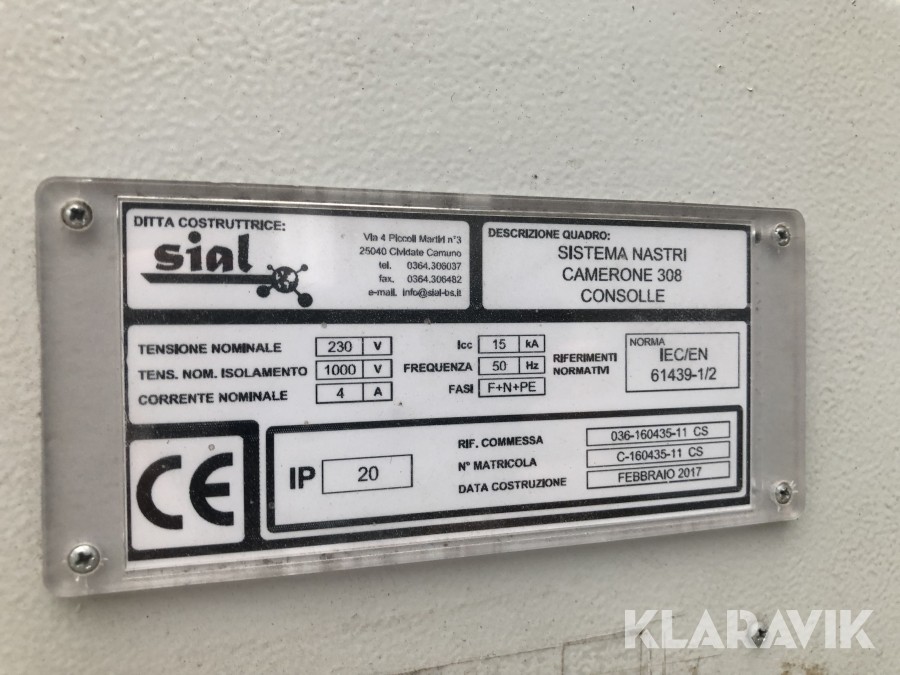 DITTA COSTRUTTRICE:
sial
Via 4 Piccoli Martiri n°3
25040 Cividate Camuno
tel. 0364.306037
fax. 0364.306482
e-mail. info@sial-bs.it
DESCRIZIONE QUADRO:
SISTEMA NASTRI
CAMERONE 308
CONSOLLE
TENSIONE NOMINALE 230 V
TENS. NOM. ISOLAMENTO 1000 V
CORRENTE NOMINALE 4 A
Icc 15 kA
FREQUENZA 50 Hz
FASI F+N+PE
RIFERIMENTI
NORMATIVI
NORMA
IEC/EN
61439-1/2
CE
IP 20
RIF. COMMESSA 036-160435-11 CS
N° MATRICOLA C-160435-11 CS
DATA COSTRUZIONE FEBBRAIO 2017
KLARAVIK